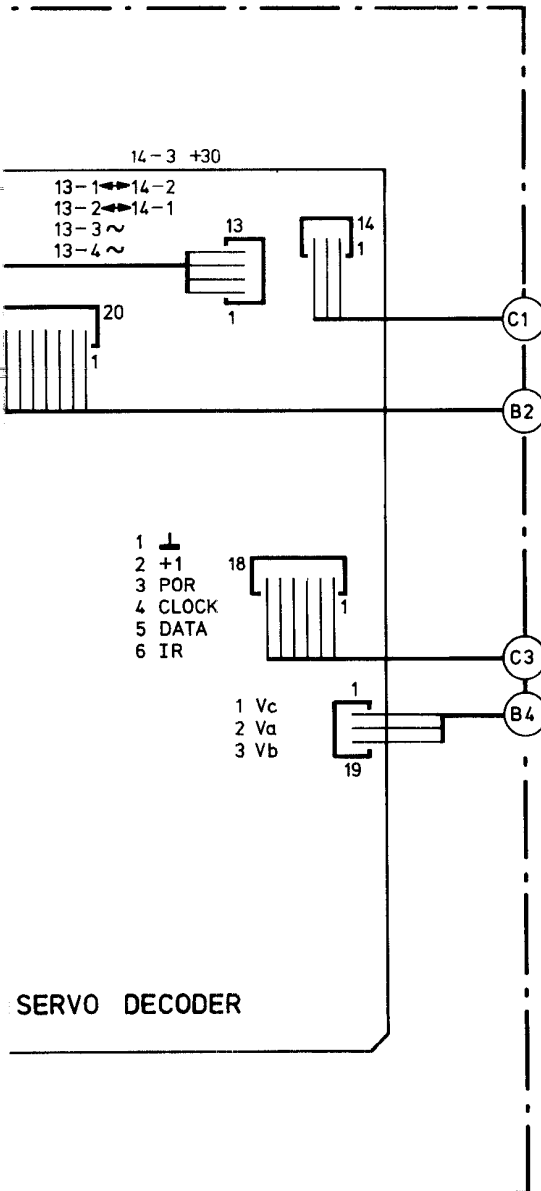 14-3 +30
13-1 ◄► 14-2
13-2 ◄► 14-1
13-3 ~
13-4 ~
13
14
1
1
C1
20
1
B2
1 ⊥
2 +1
3 POR
4 CLOCK
5 DATA
6 IR
18
1
C3
1 Vc
2 Va
3 Vb
1
19
B4
SERVO DECODER